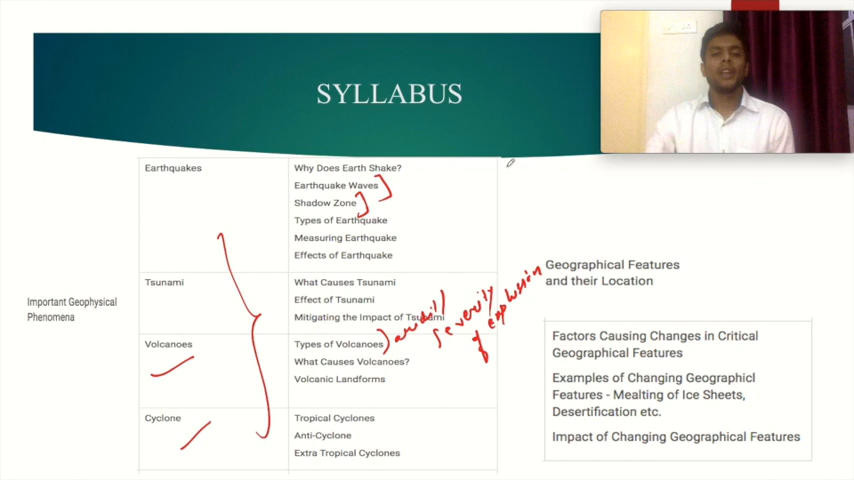 SYLLABUS
Earthquakes
Why Does Earth Shake?
Earthquake Waves
Shadow Zone
Types of Earthquake
Measuring Earthquake
Effects of Earthquake
Important Geophysical
Phenomena
Tsunami
What Causes Tsunami
Effect of Tsunami
Mitigating the Impact of Tsunami
Volcanoes
Types of Volcanoes
What Causes Volcanoes?
Volcanic Landforms
Cyclone
Tropical Cyclones
Anti-Cyclone
Extra Tropical Cyclones
severity
of explosion
Geographical Features
and their Location
Factors Causing Changes in Critical
Geographical Features
Examples of Changing Geographicl
Features - Mealting of Ice Sheets,
Desertification etc.
Impact of Changing Geographical Features